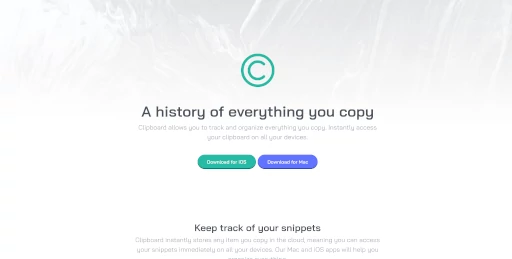 C
A history of everything you copy
Clipboard allows you to track and organize everything you copy. Instantly access
your clipboard on all your devices.
Download for iOS Download for Mac
Keep track of your snippets
Clipboard instantly stores any item you copy in the cloud, meaning you can access
your snippets immediately on all your devices. Our Mac and iOS apps will help you